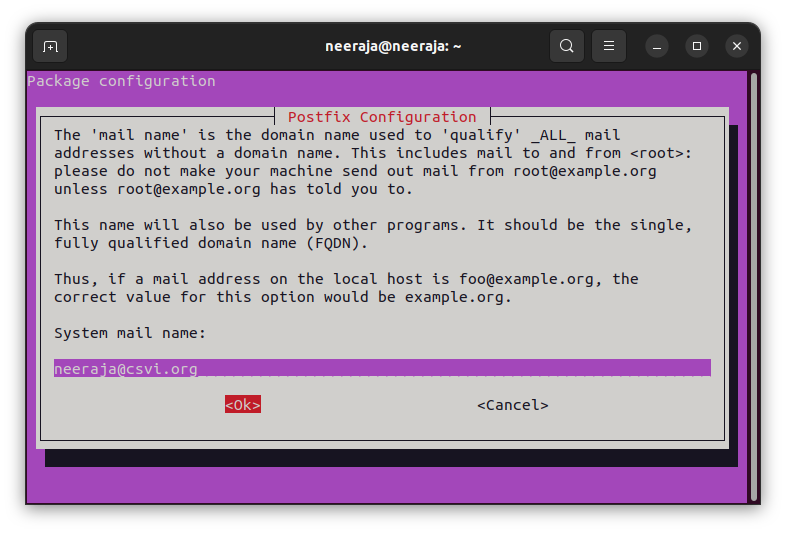 neeraja@neeraja: ~
Package configuration
Postfix Configuration
The 'mail name' is the domain name used to 'qualify' _ALL_ mail
addresses without a domain name. This includes mail to and from <root>:
please do not make your machine send out mail from root@example.org
unless root@example.org has told you to.
This name will also be used by other programs. It should be the single,
fully qualified domain name (FQDN).
Thus, if a mail address on the local host is foo@example.org, the
correct value for this option would be example.org.
System mail name:
neeraja@csvi.org
<Ok> <Cancel>